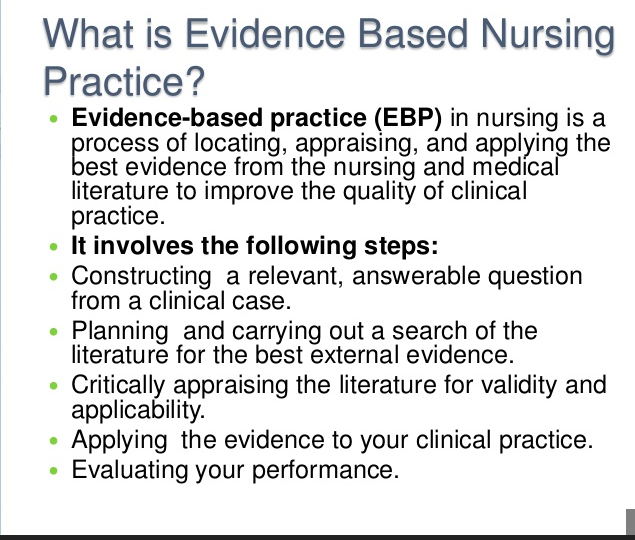 What is Evidence Based Nursing
Practice?
• Evidence-based practice (EBP) in nursing is a
process of locating, appraising, and applying the
best evidence from the nursing and medical
literature to improve the quality of clinical
practice.
• It involves the following steps:
• Constructing  a relevant, answerable question
from a clinical case.
• Planning  and carrying out a search of the
literature for the best external evidence.
• Critically appraising the literature for validity and
applicability.
• Applying  the evidence to your clinical practice.
• Evaluating your performance.